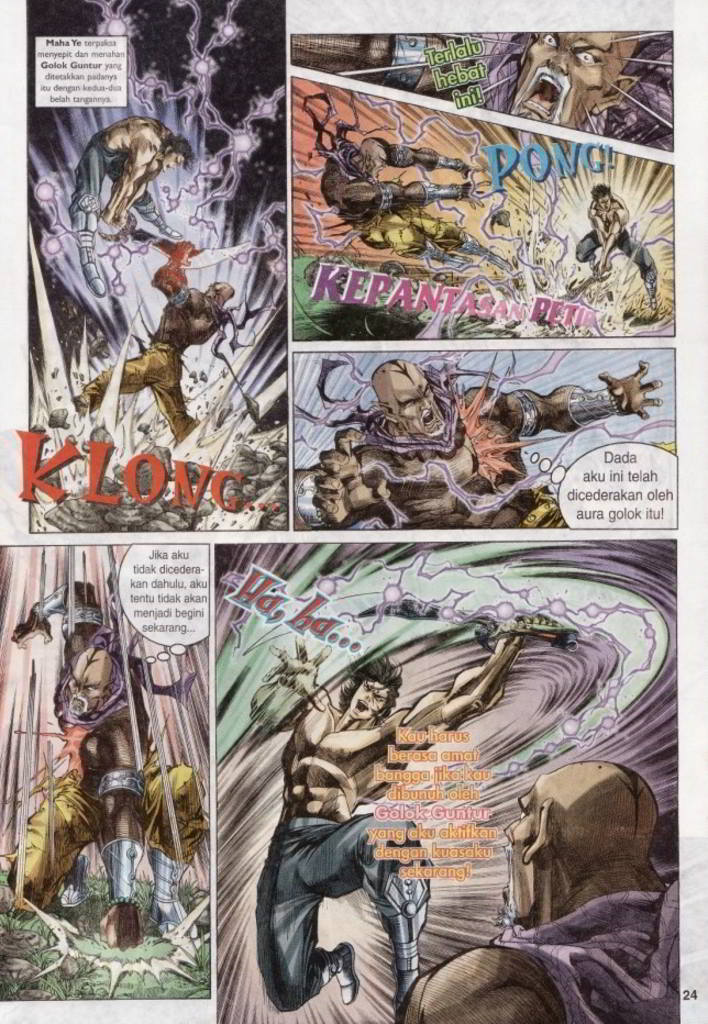 Maha Ye terpaksa
menyepit dan menahan
Golok Guntur yang
ditetakkan padanya
itu dengan kedua-dua
belah tangannya.
KLONG...
Terlalu
hebat
ini!
PONG!
KEPANTASAN PETIR
Dada
aku ini telah
dicederakan oleh
aura golok itu!
Jika aku
tidak dicedera-
kan dahulu, aku
tentu tidak akan
menjadi begini
sekarang...
Ha, ha...
Kau harus
berasa amat
bangga jika kau
dibunuh oleh
Golok Guntur
yang aku aktifkan
dengan kuasaku
sekarang!
24